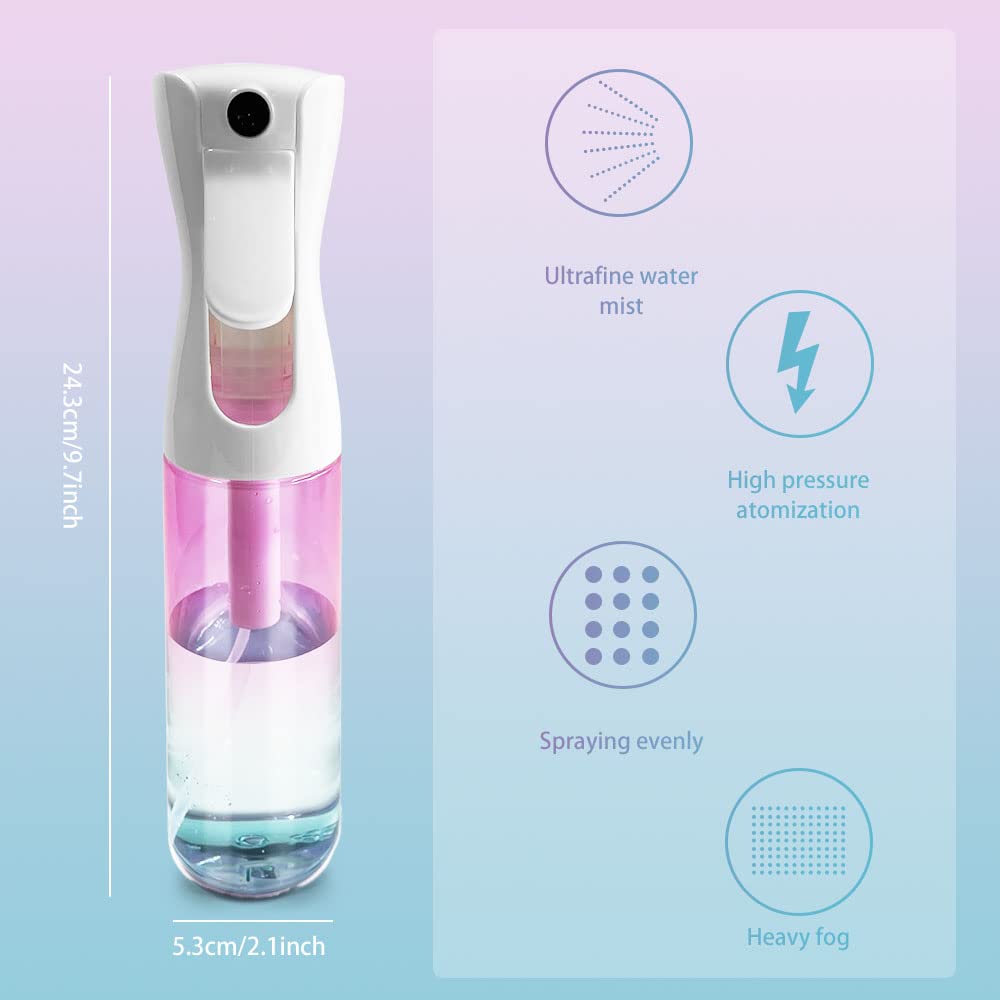 24.3cm/9.7inch
5.3cm/2.1inch
Ultrafine water
mist
High pressure
atomization
Spraying evenly
Heavy fog